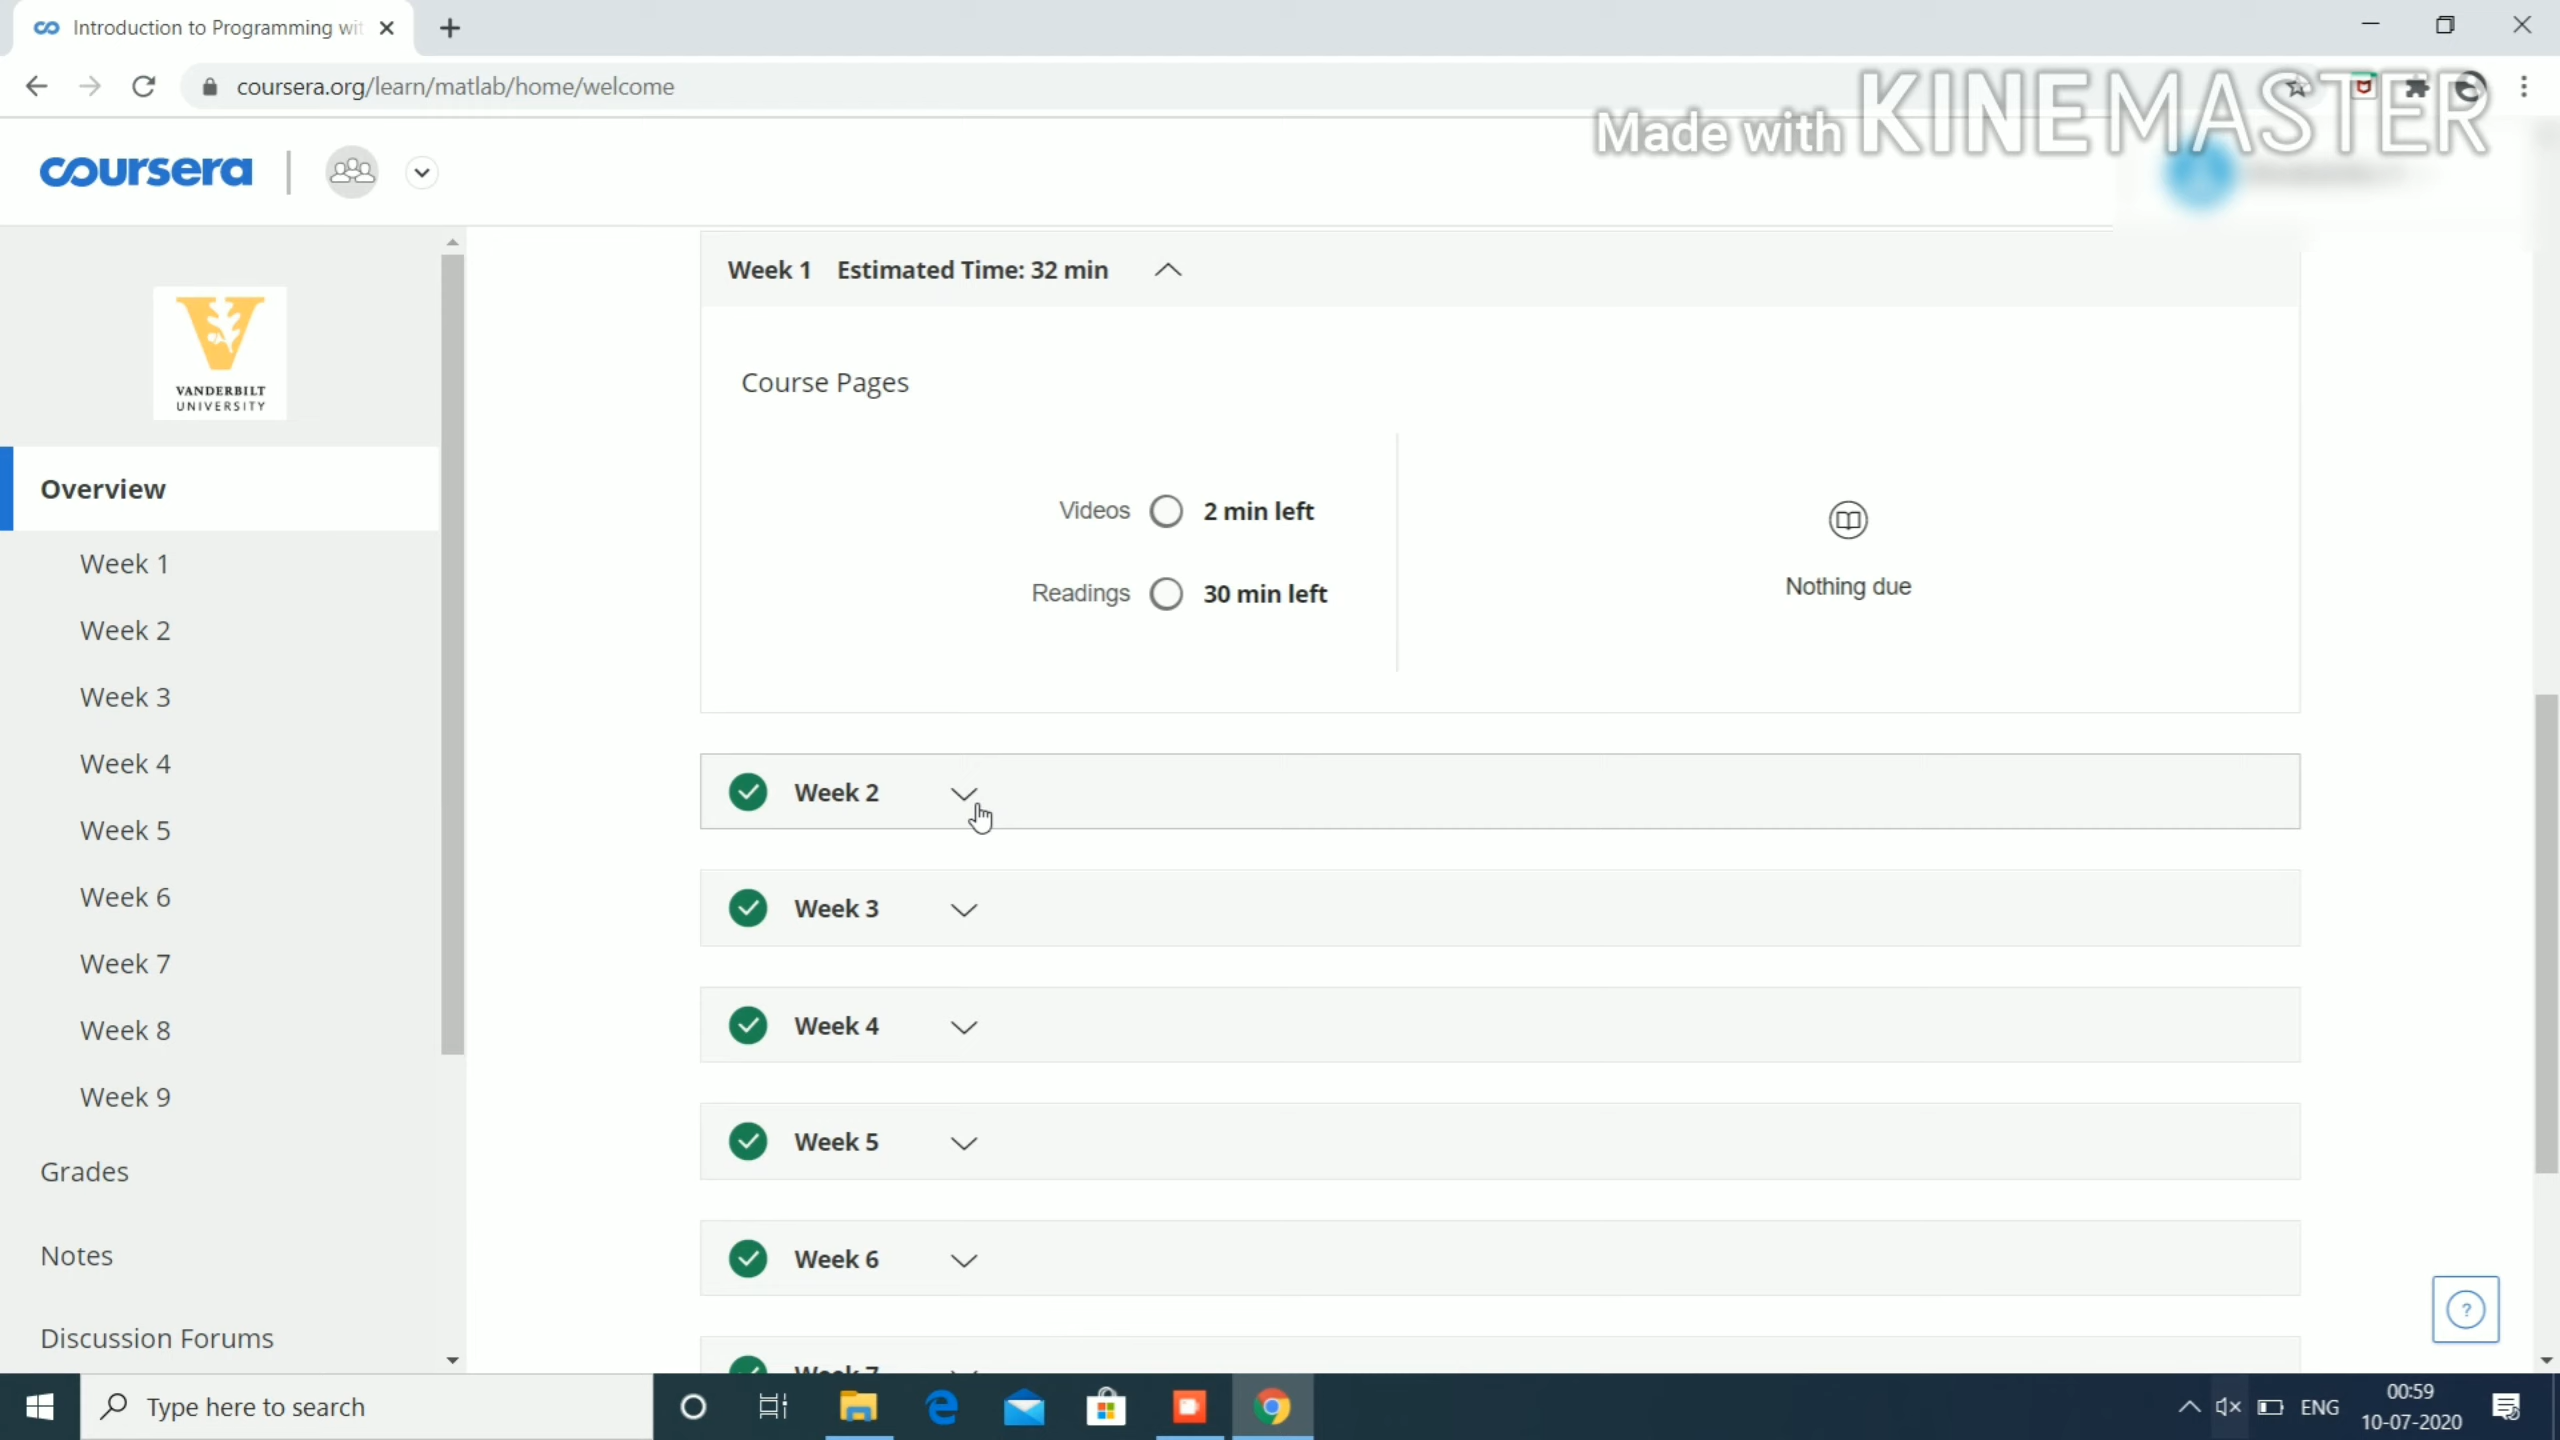 Introduction to Programming wit
coursera.org/learn/matlab/home/welcome
Made with KINEMASTER
coursera
VANDERBILT
UNIVERSITY
Overview
Week 1
Week 2
Week 3
Week 4
Week 5
Week 6
Week 7
Week 8
Week 9
Grades
Notes
Discussion Forums
Week 1 Estimated Time: 32 min
Course Pages
Videos 2 min left
Readings 30 min left
Nothing due
Week 2
Week 3
Week 4
Week 5
Week 6
Week 7
?
Type here to search
ENG
00:59
10-07-2020